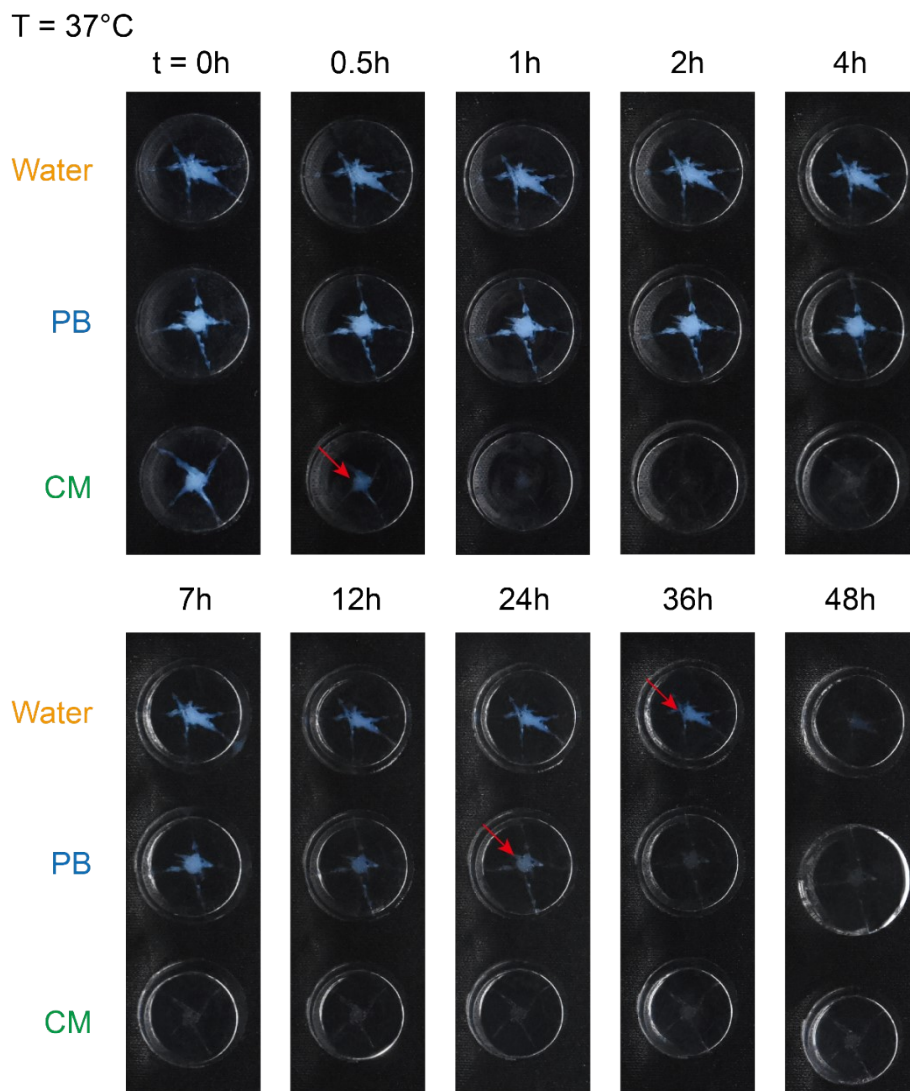 T = 37°C
t = 0h 0.5h 1h 2h 4h
Water
PB
CM
7h 12h 24h 36h 48h
Water
PB
CM